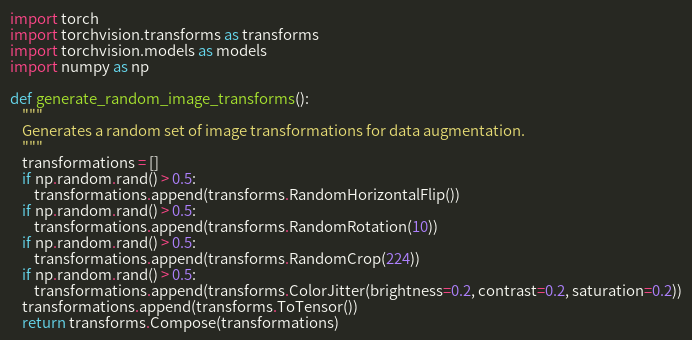 import torch
import torchvision.transforms as transforms
import torchvision.models as models
import numpy as np

def generate_random_image_transforms():
    """
    Generates a random set of image transformations for data augmentation.
    """
    transformations = []
    if np.random.rand() > 0.5:
        transformations.append(transforms.RandomHorizontalFlip())
    if np.random.rand() > 0.5:
        transformations.append(transforms.RandomRotation(10))
    if np.random.rand() > 0.5:
        transformations.append(transforms.RandomCrop(224))
    if np.random.rand() > 0.5:
        transformations.append(transforms.ColorJitter(brightness=0.2, contrast=0.2, saturation=0.2))
    transformations.append(transforms.ToTensor())
    return transforms.Compose(transformations)